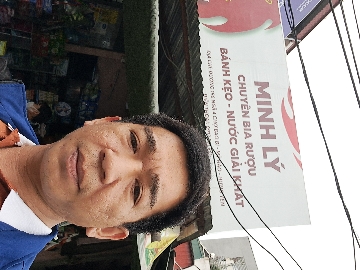 MINH LÝ
CHUYÊN BIA RƯỢU
BÁNH KẸO - NƯỚC GIẢI KHÁT